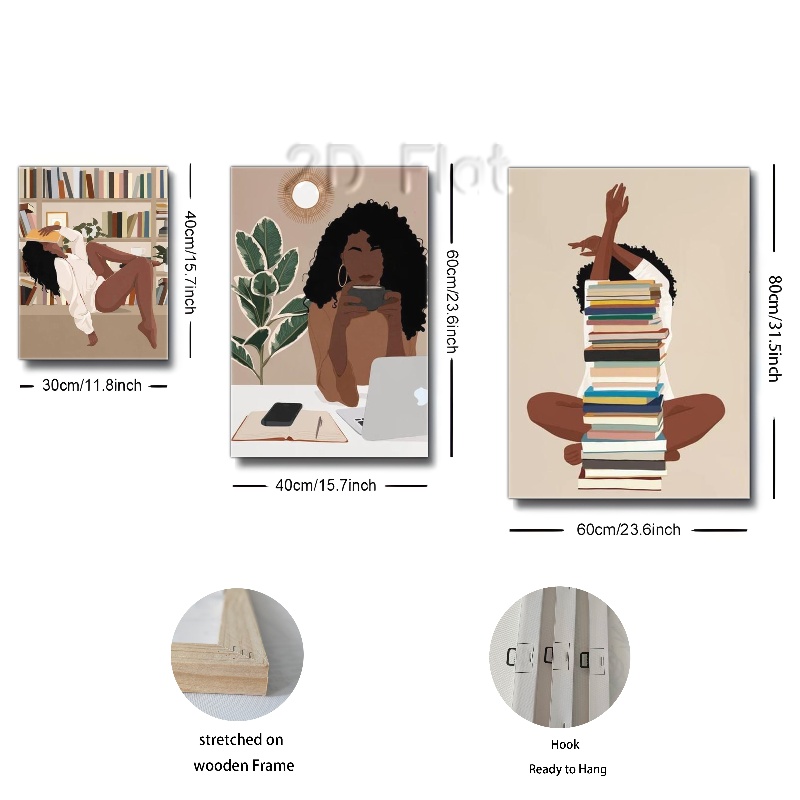 2D Flat
40cm/15.7inch
30cm/11.8inch
60cm/23.6inch
40cm/15.7inch
80cm/31.5inch
60cm/23.6inch
stretched on
wooden Frame
Hook
Ready to Hang